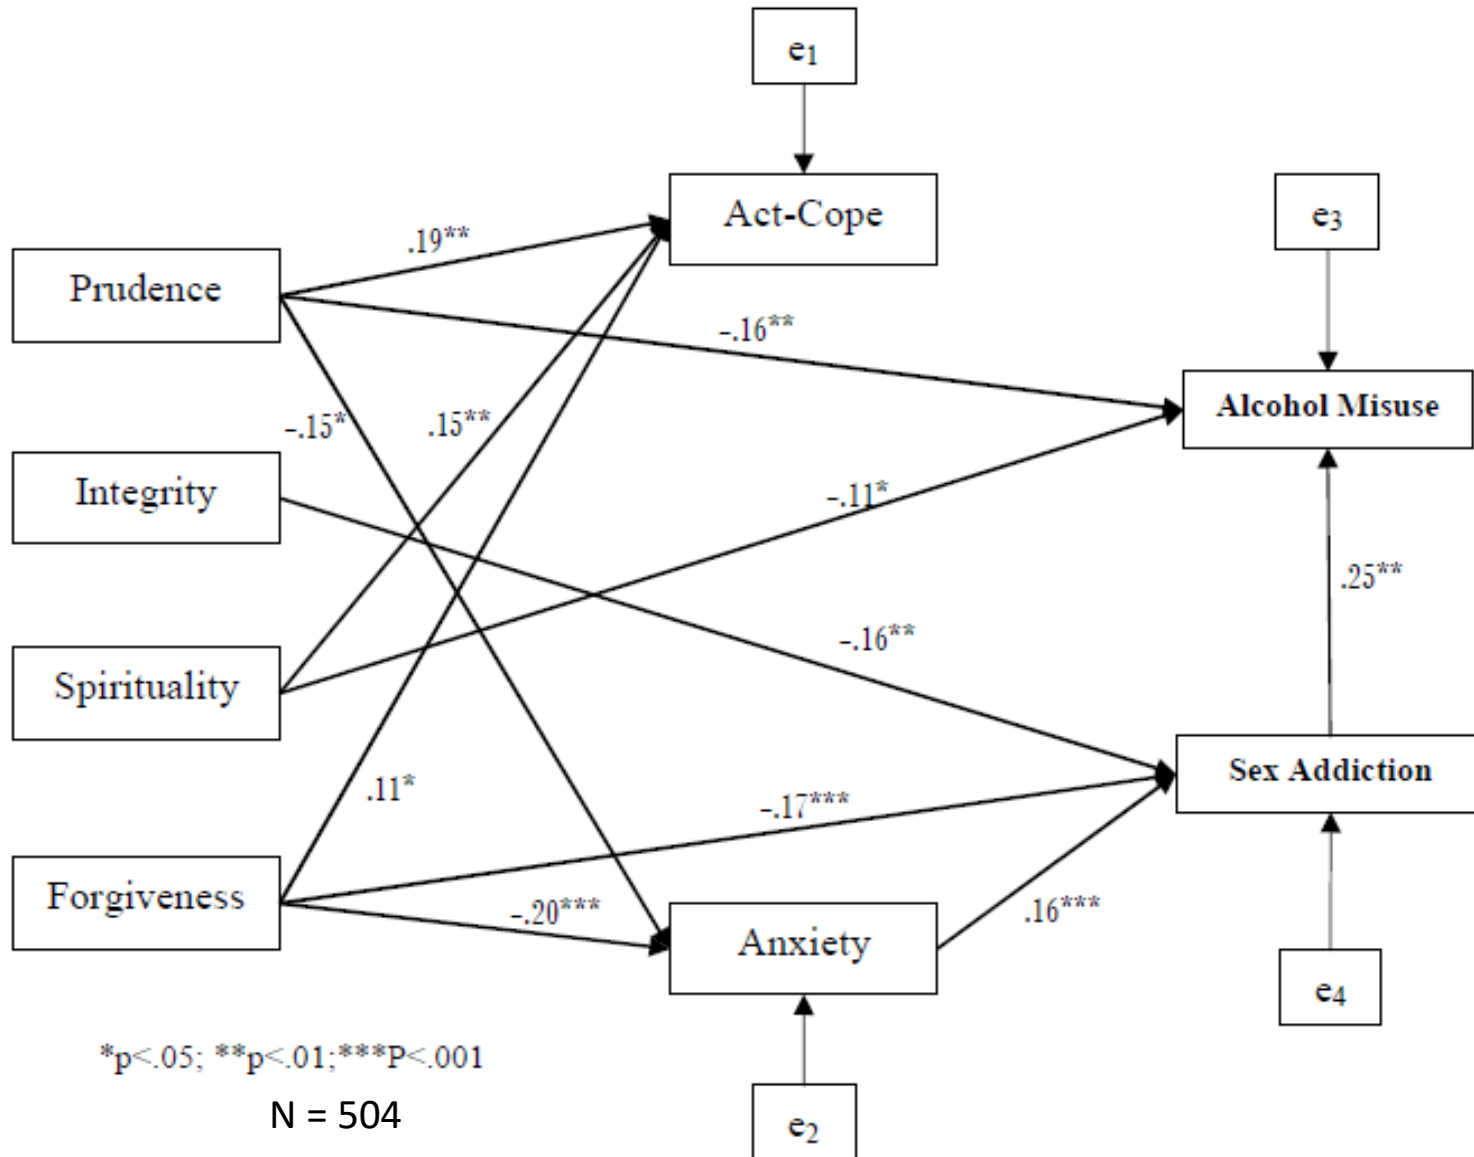 e1
Act-Cope
e3
.19**
Prudence
-.16**
Alcohol Misuse
-.15*
.15**
Integrity
-.11*
.25**
-.16**
Spirituality
Sex Addiction
.11*
-.17***
Forgiveness
-.20***
.16***
Anxiety
e4
*p<.05; **p<.01;***P<.001
N = 504
e2